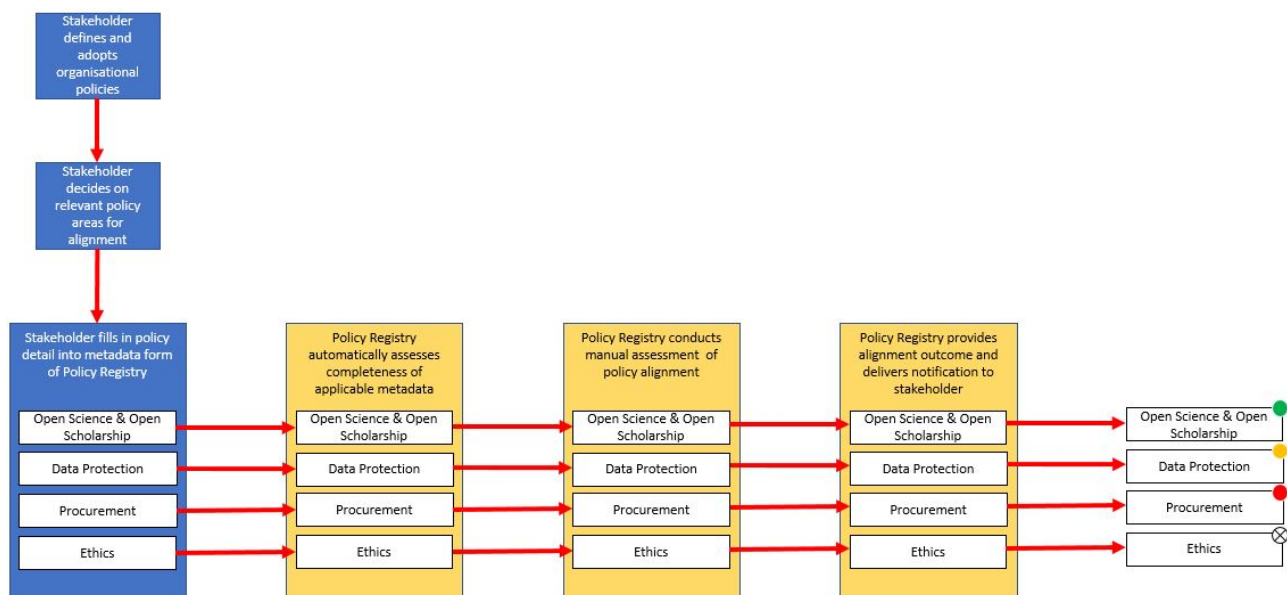 Stakeholder
defines and
adopts
organisational
policies
Stakeholder
decides on
relevant policy
areas for
alignment
Stakeholder fills in policy
detail into metadata form
of Policy Registry
Open Science & Open
Scholarship
Data Protection
Procurement
Ethics
Policy Registry
automatically assesses
completeness of
applicable metadata
Open Science & Open
Scholarship
Data Protection
Procurement
Ethics
Policy Registry conducts
manual assessment of
policy alignment
Open Science & Open
Scholarship
Data Protection
Procurement
Ethics
Policy Registry provides
alignment outcome and
delivers notification to
stakeholder
Open Science & Open
Scholarship
Data Protection
Procurement
Ethics
Open Science & Open
Scholarship
Data Protection
Procurement
Ethics